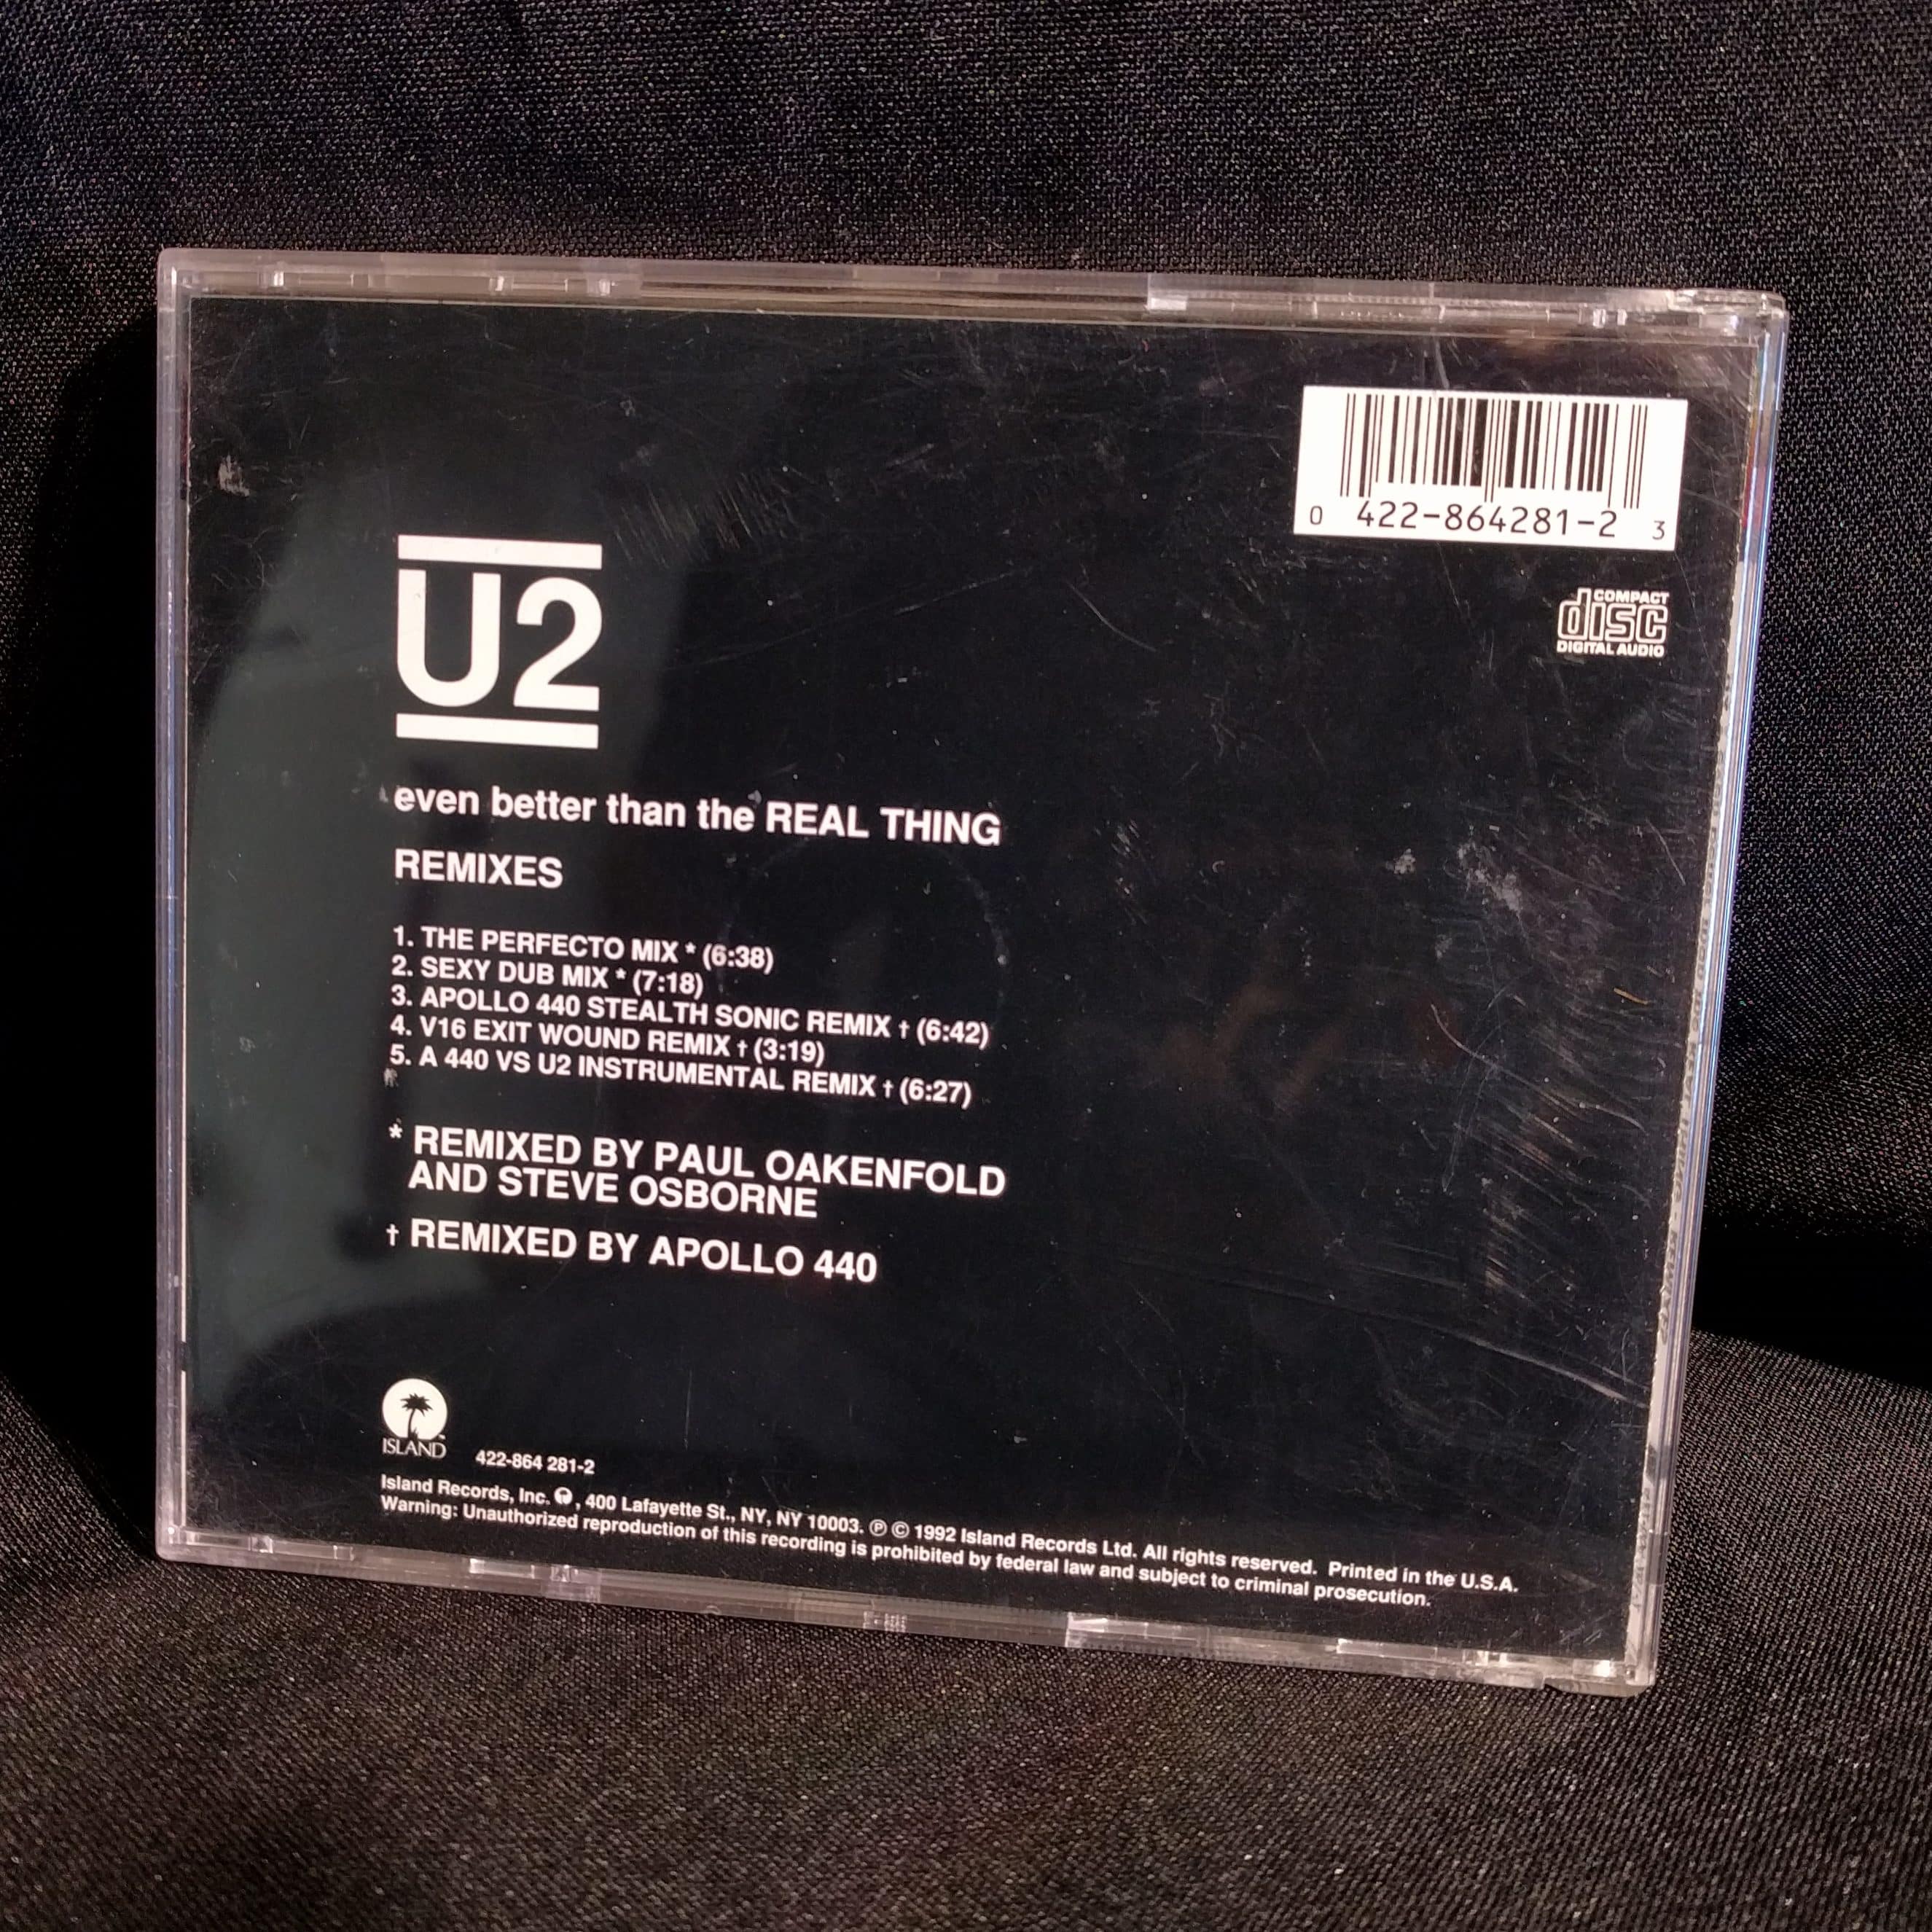 0 422-864281-2 3
COMPACT
disc
DIGITAL AUDIO
U2
even better than the REAL THING
REMIXES
1. THE PERFECTO MIX * (6:38)
2. SEXY DUB MIX * (7:18)
3. APOLLO 440 STEALTH SONIC REMIX † (6:42)
4. V16 EXIT WOUND REMIX † (3:19)
5. A 440 VS U2 INSTRUMENTAL REMIX † (6:27)
* REMIXED BY PAUL OAKENFOLD
AND STEVE OSBORNE
† REMIXED BY APOLLO 440
ISLAND
422-864 281-2
Island Records, Inc. , 400 Lafayette St., NY, NY 10003. ℗ © 1992 Island Records Ltd. All rights reserved. Printed in the U.S.A.
Warning: Unauthorized reproduction of this recording is prohibited by federal law and subject to criminal prosecution.